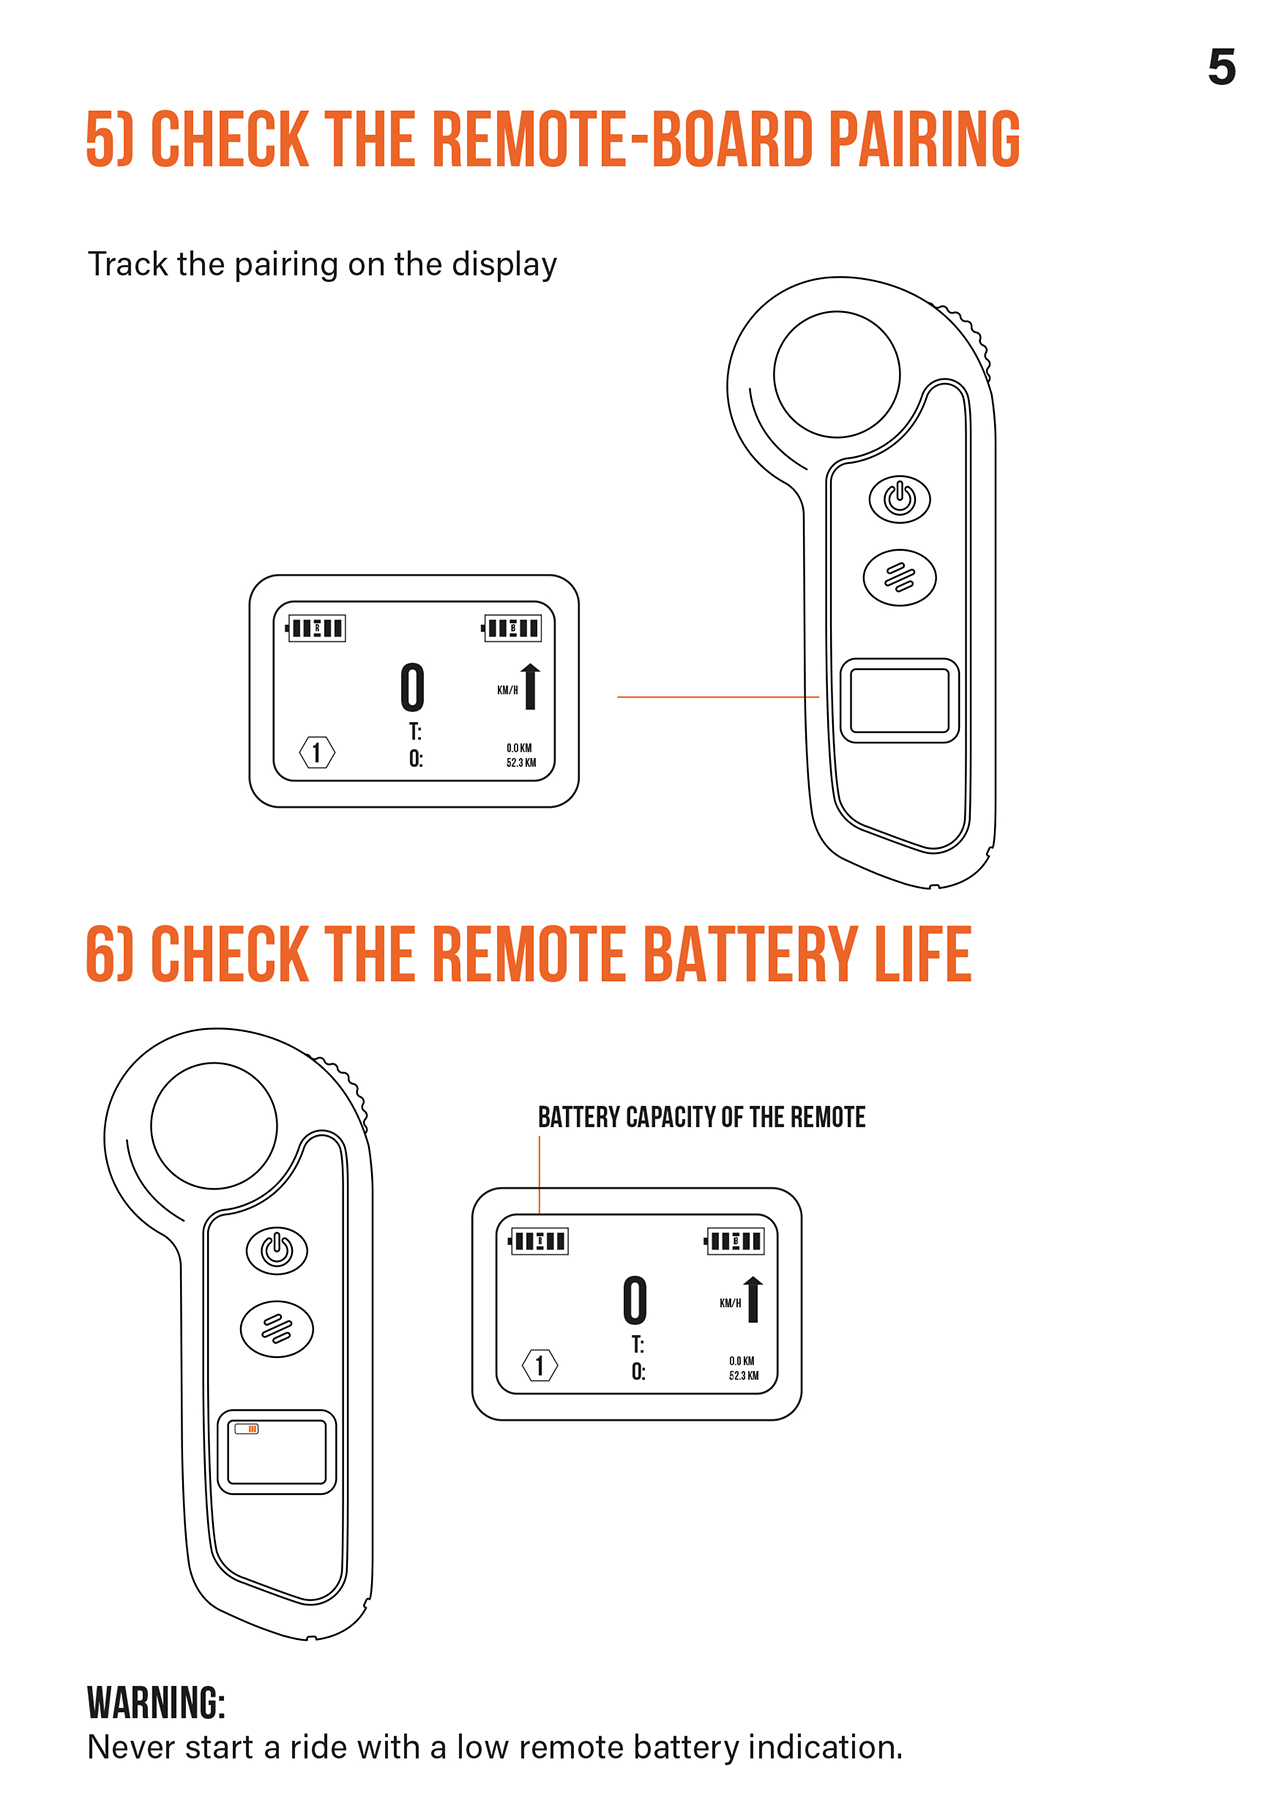 5
5) CHECK THE REMOTE-BOARD PAIRING
Track the pairing on the display
R B
0 KM/H
T: 0.0 KM
1 O: 52.3 KM
6) CHECK THE REMOTE BATTERY LIFE
BATTERY CAPACITY OF THE REMOTE
R B
0 KM/H
T: 0.0 KM
1 O: 52.3 KM
WARNING:
Never start a ride with a low remote battery indication.